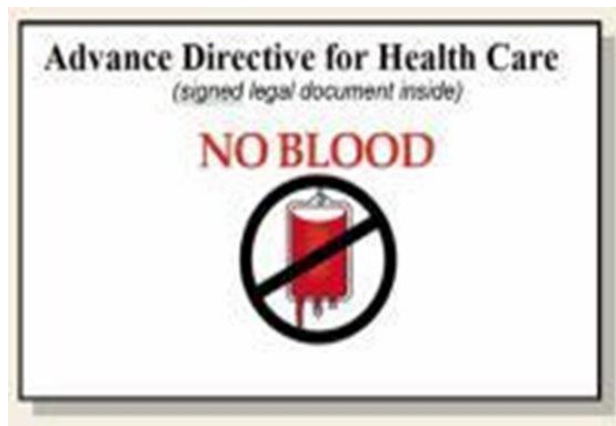 Advance Directive for Health Care
(signed legal document inside)
NO BLOOD